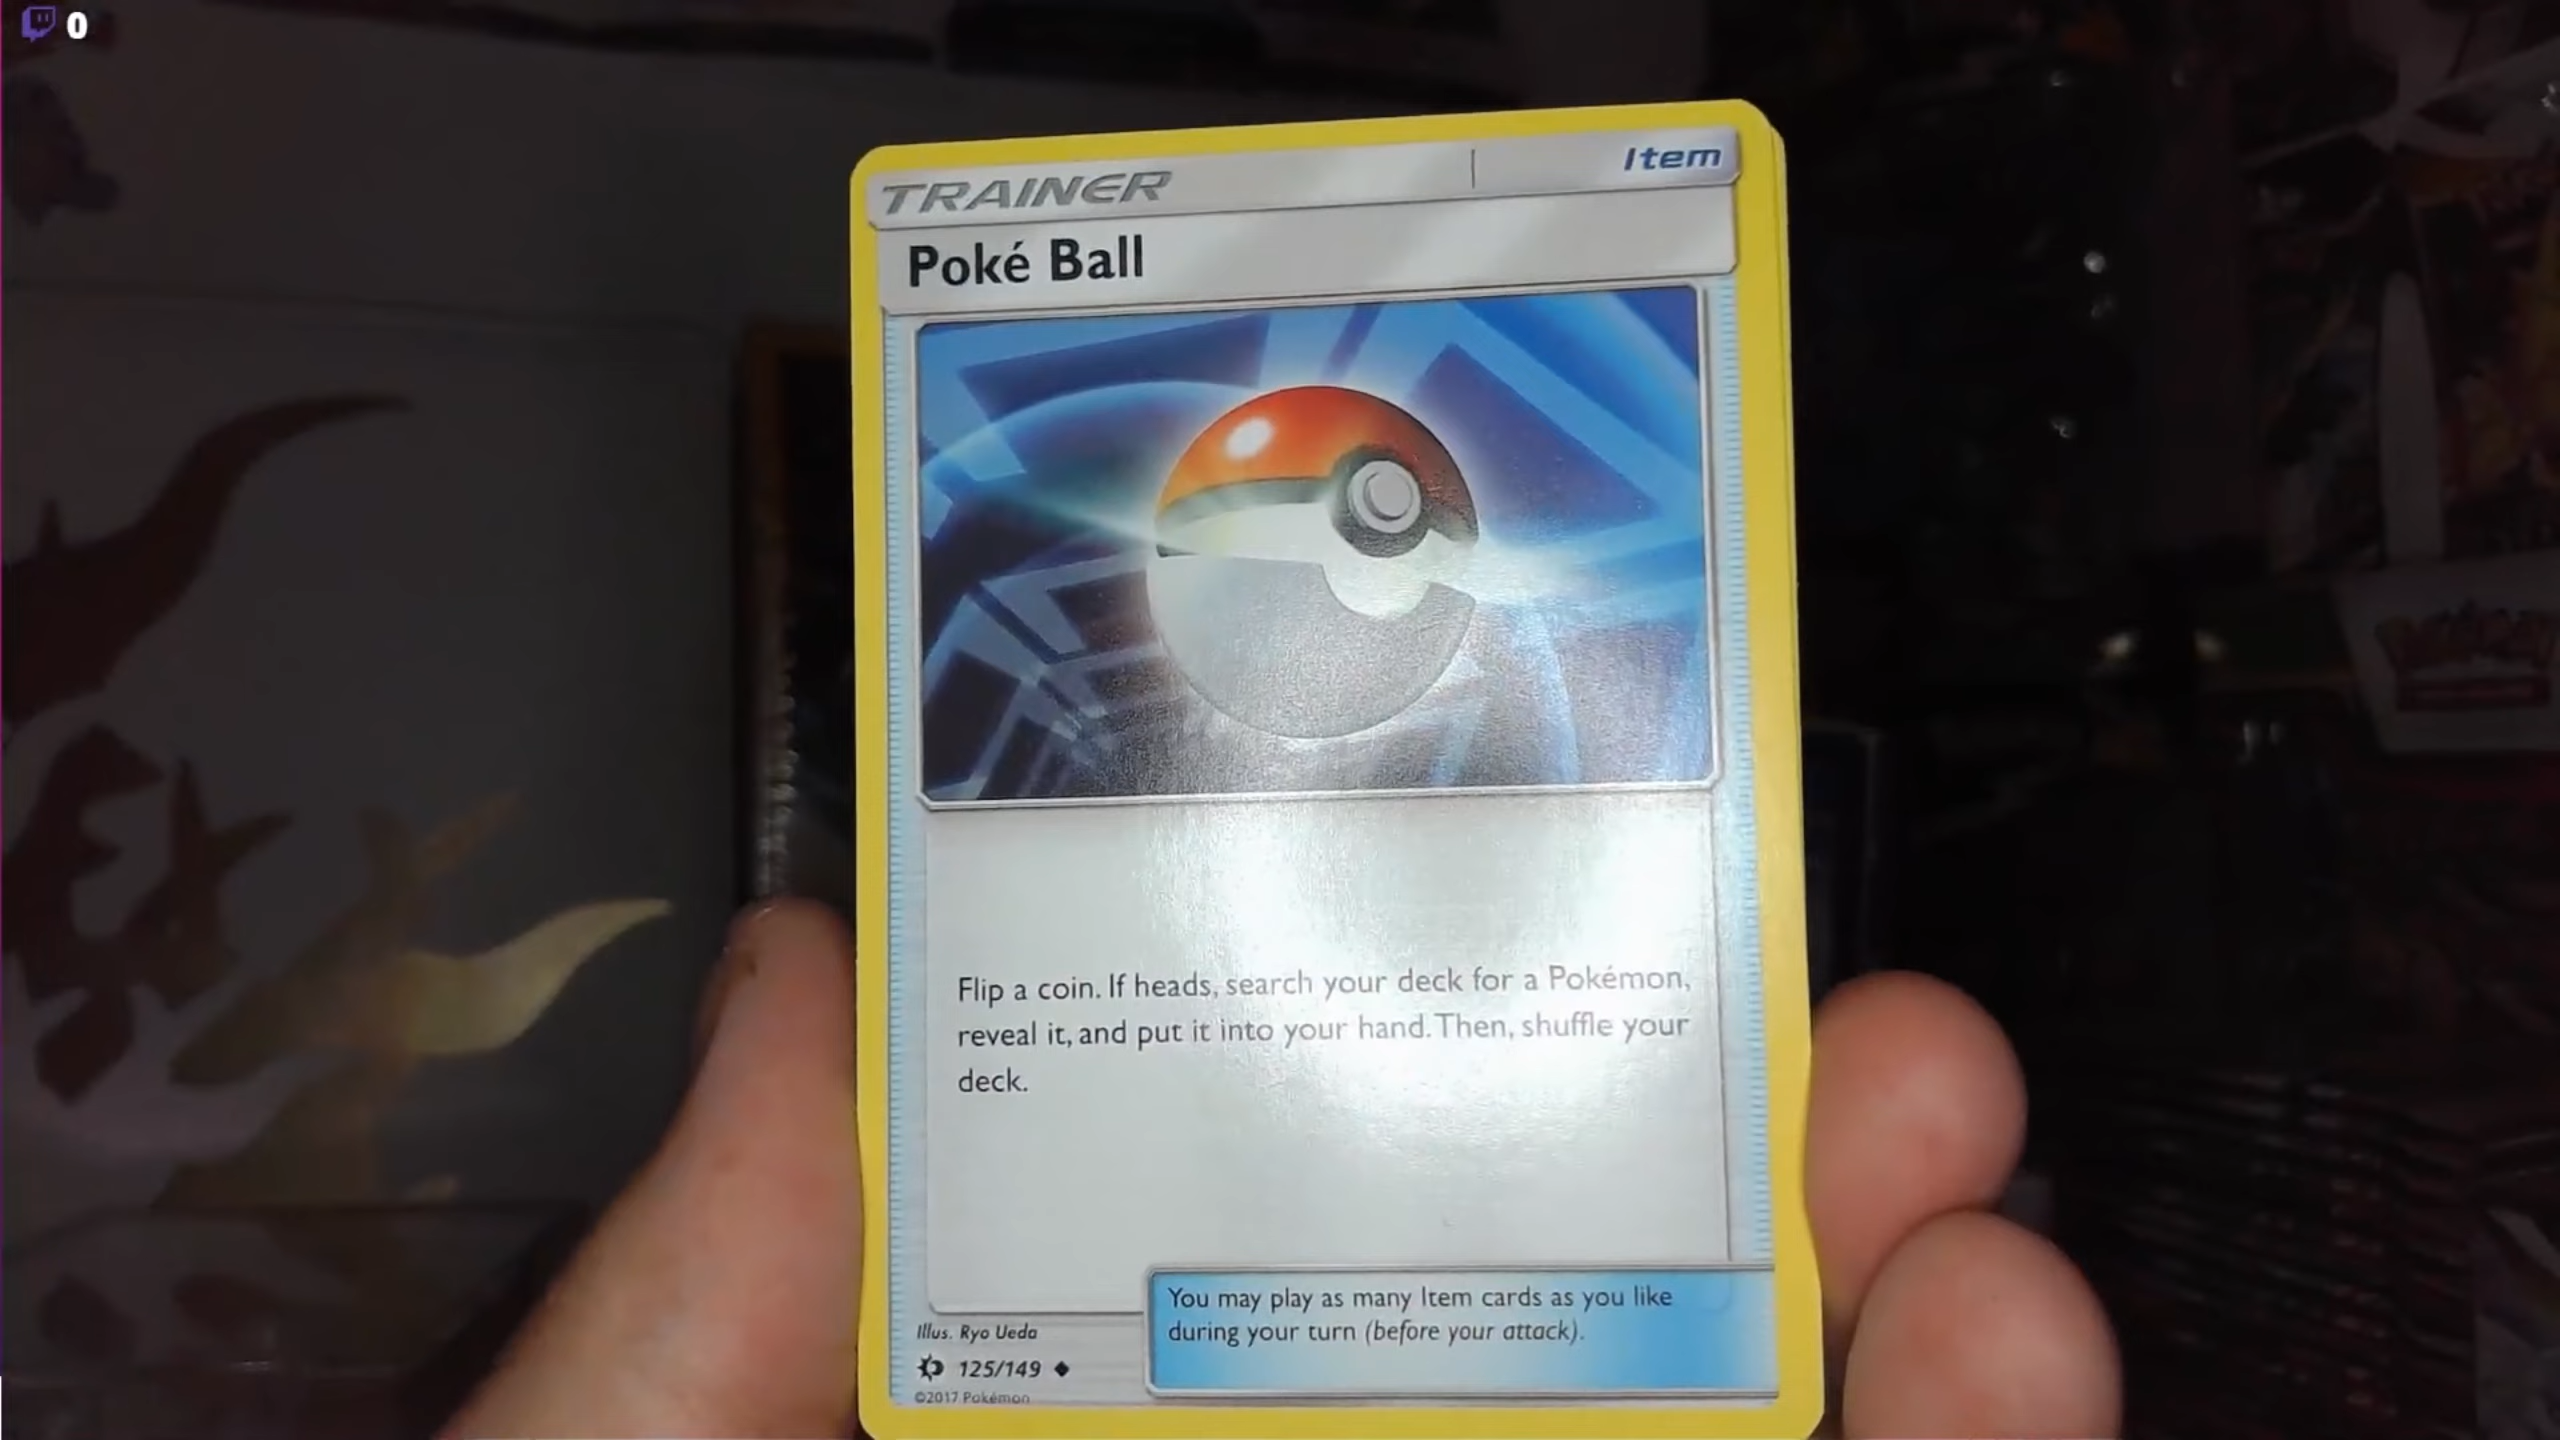 0
TRAINER
Item
Poké Ball
Flip a coin. If heads, search your deck for a Pokémon,
reveal it, and put it into your hand. Then, shuffle your
deck.
You may play as many Item cards as you like
during your turn (before your attack).
Illus. Ryo Ueda
125/149
©2017 Pokémon